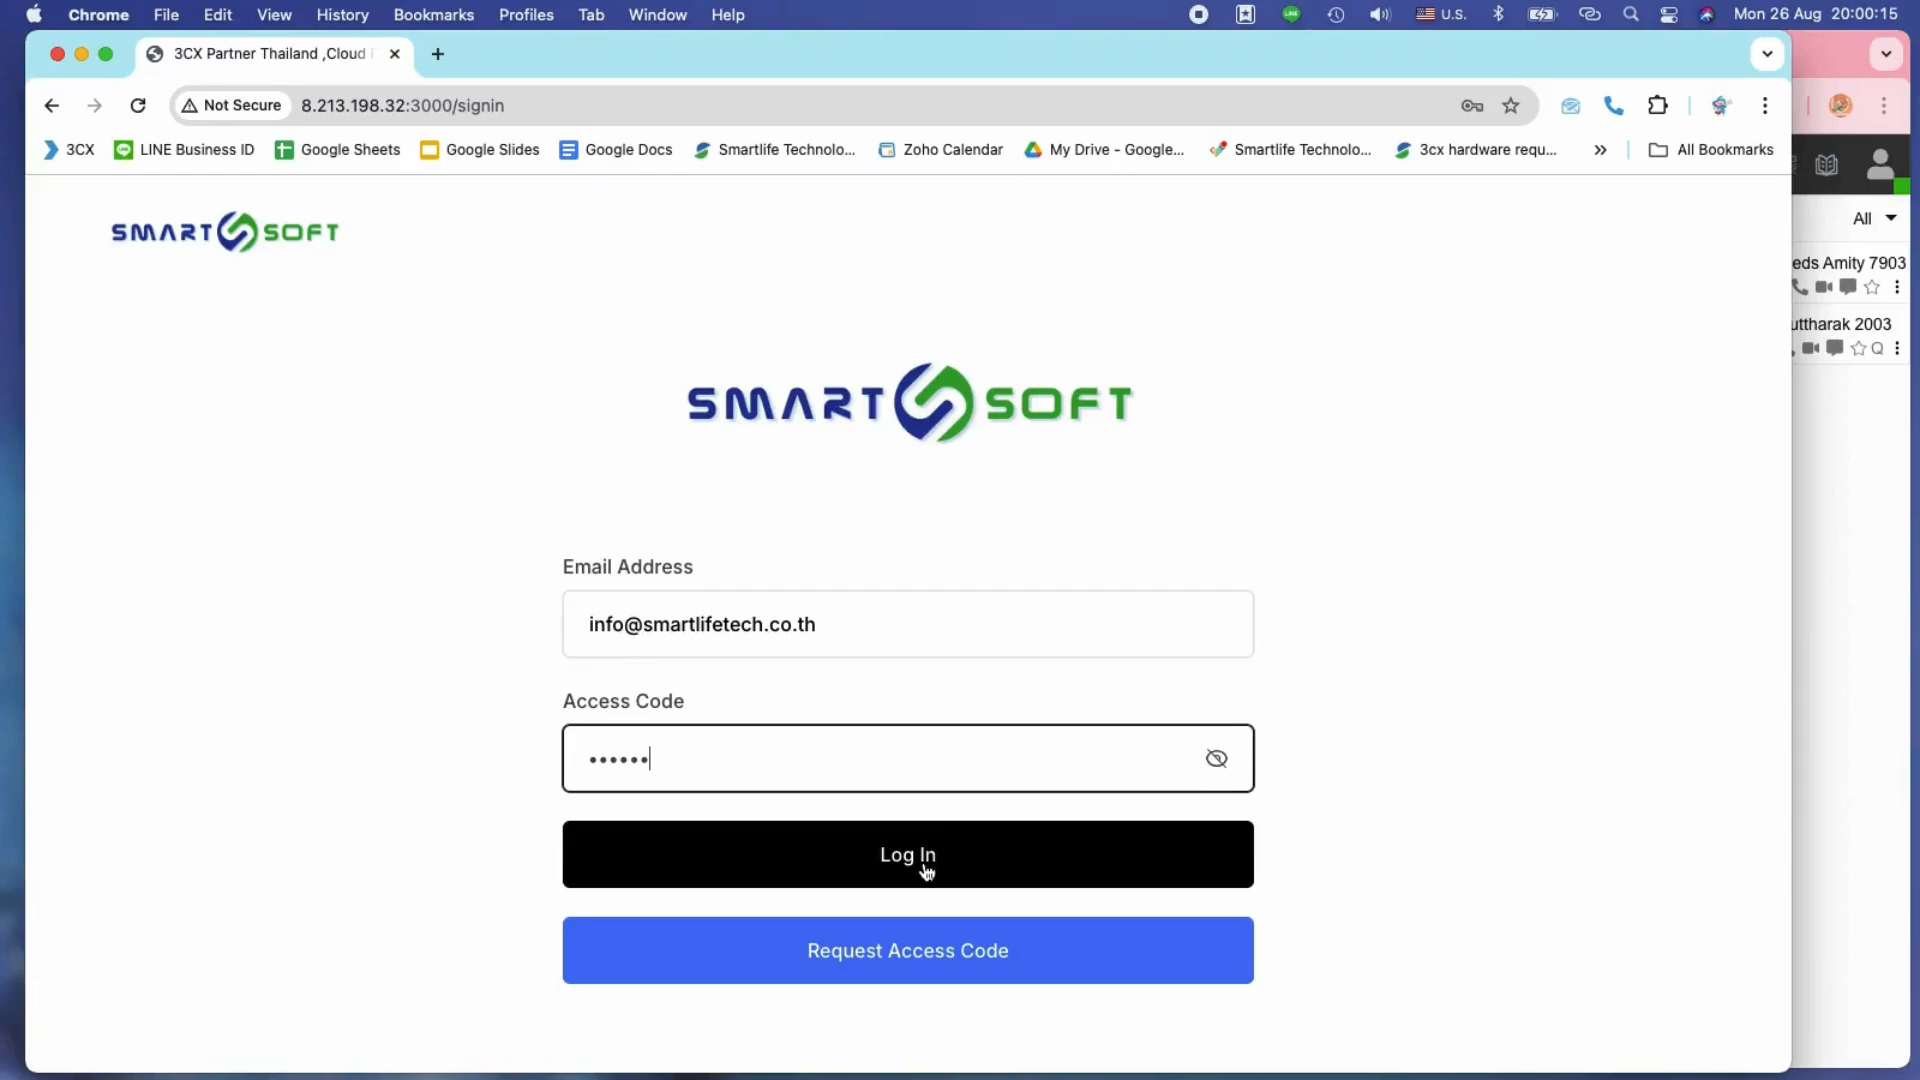 Chrome File Edit View History Bookmarks Profiles Tab Window Help U.S. Mon 26 Aug 20:00:15
3CX Partner Thailand ,Cloud
Not Secure 8.213.198.32:3000/signin
3CX LINE Business ID Google Sheets Google Slides Google Docs Smartlife Technolo... Zoho Calendar My Drive - Google... Smartlife Technolo... 3cx hardware requ... » All Bookmarks
SMART SOFT
All
eds Amity 7903
uttharak 2003
SMART SOFT
Email Address
info@smartlifetech.co.th
Access Code
••••••
Log In
Request Access Code